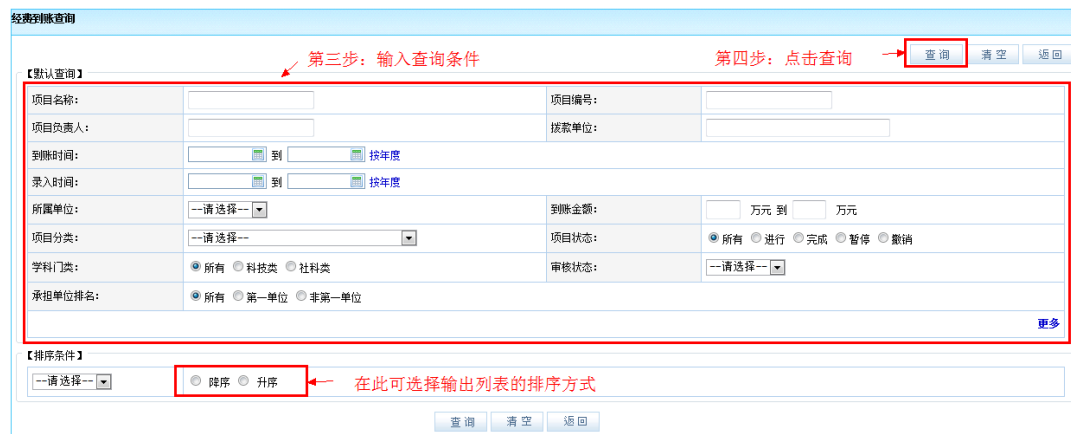 经费到账查询
第三步：输入查询条件
第四步：点击查询
查 询 清 空 返 回
【默认查询】
项目名称： 项目编号：
项目负责人： 拨款单位：
到账时间： 到 按年度
录入时间： 到 按年度
所属单位： --请选择-- 到账金额： 万元 到 万元
项目分类： --请选择-- 项目状态： 所有 进行 完成 暂停 撤销
学科门类： 所有 科技类 社科类 审核状态： --请选择--
承担单位排名： 所有 第一单位 非第一单位
更多
【排序条件】
--请选择-- 降序 升序 在此可选择输出列表的排序方式
查 询 清 空 返 回